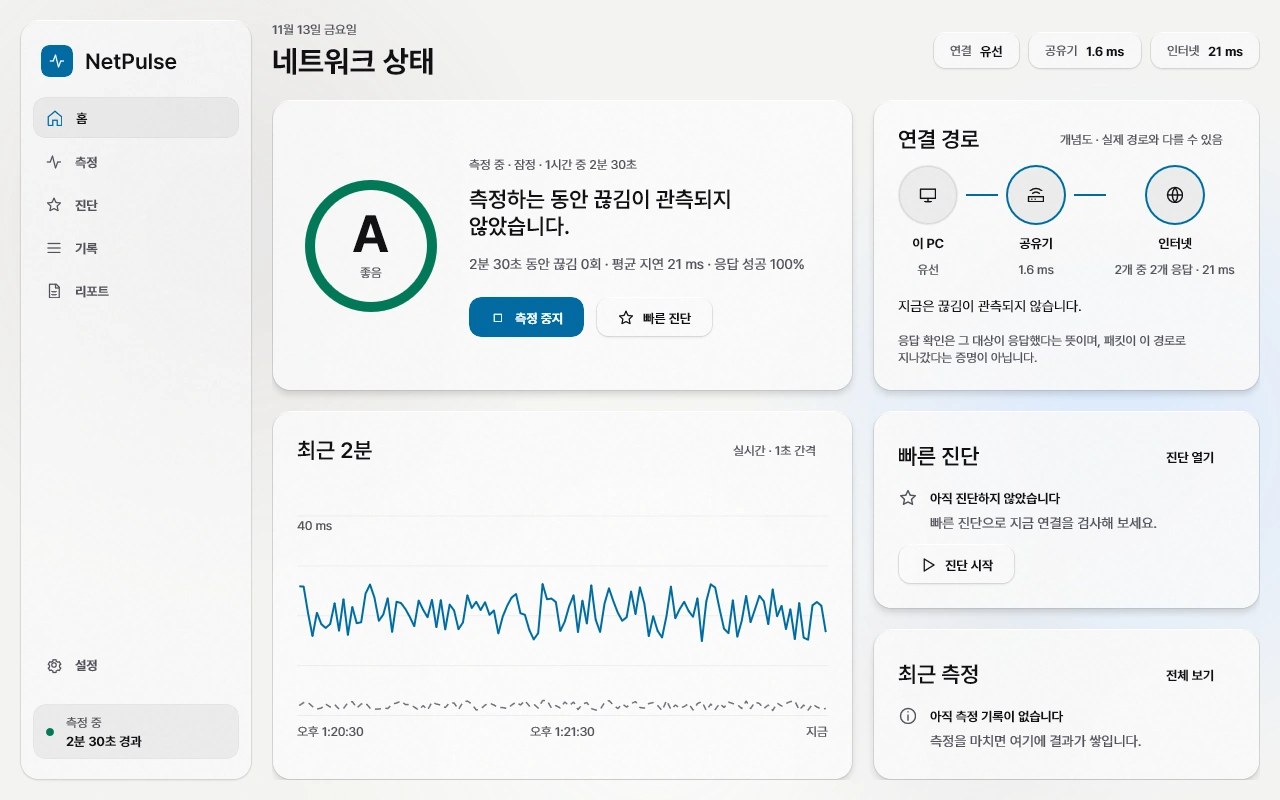 NetPulse
홈
측정
진단
기록
리포트
설정
측정 중
2분 30초 경과
11월 13일 금요일
네트워크 상태
연결 유선
공유기 1.6 ms
인터넷 21 ms
A
좋음
측정 중 · 잠정 · 1시간 중 2분 30초
측정하는 동안 끊김이 관측되지
않았습니다.
2분 30초 동안 끊김 0회 · 평균 지연 21 ms · 응답 성공 100%
측정 중지
빠른 진단
연결 경로
개념도 · 실제 경로와 다를 수 있음
이 PC
공유기
인터넷
유선
1.6 ms
2개 중 2개 응답 · 21 ms
지금은 끊김이 관측되지 않습니다.
응답 확인은 그 대상이 응답했다는 뜻이며, 패킷이 이 경로로
지나갔다는 증명이 아닙니다.
최근 2분
실시간 · 1초 간격
40 ms
오후 1:20:30
오후 1:21:30
지금
빠른 진단
진단 열기
아직 진단하지 않았습니다
빠른 진단으로 지금 연결을 검사해 보세요.
진단 시작
최근 측정
전체 보기
아직 측정 기록이 없습니다
측정을 마치면 여기에 결과가 쌓입니다.